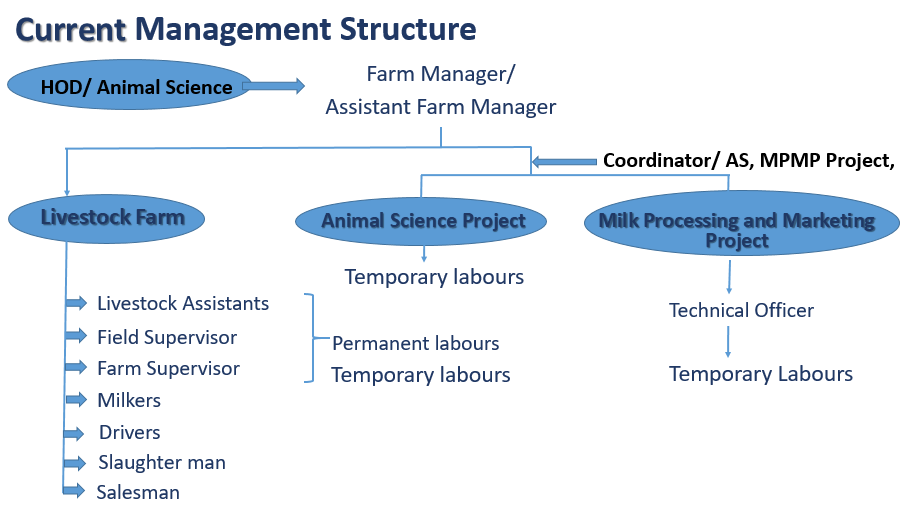 Current Management Structure
HOD/ Animal Science
Farm Manager/
Assistant Farm Manager
Coordinator/ AS, MPMP Project,
Livestock Farm
Animal Science Project
Milk Processing and Marketing
Project
Temporary labours
Livestock Assistants
Field Supervisor
Farm Supervisor
Milkers
Drivers
Slaughter man
Salesman
Permanent labours
Temporary labours
Technical Officer
Temporary Labours